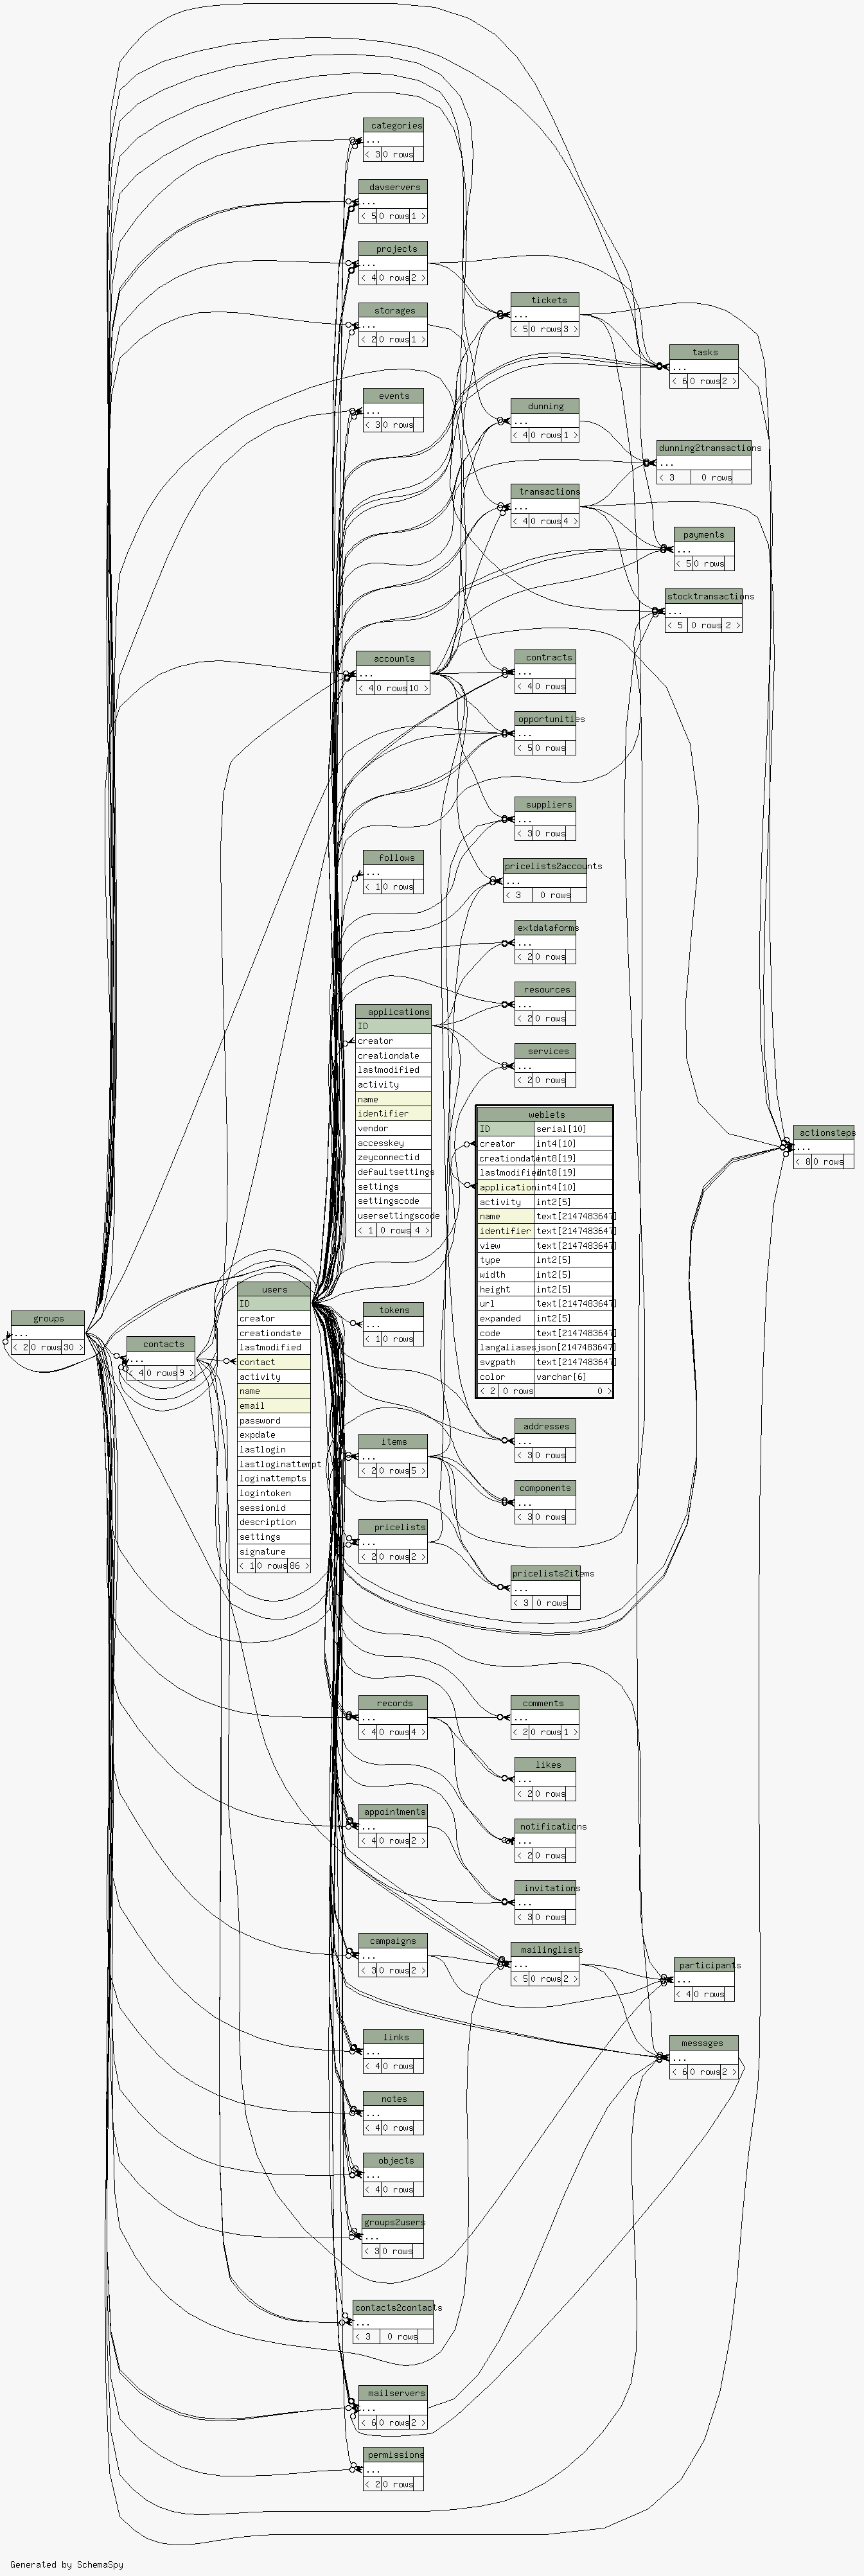 categories
...
< 3 0 rows
davservers
...
< 5 0 rows 1 >
projects
...
< 4 0 rows 2 >
tickets
...
< 5 0 rows 3 >
storages
...
< 2 0 rows 1 >
tasks
...
< 6 0 rows 2 >
events
...
< 3 0 rows
dunning
...
< 4 0 rows 1 >
dunning2transactions
...
< 3 0 rows
transactions
...
< 4 0 rows 4 >
payments
...
< 5 0 rows
stocktransactions
...
< 5 0 rows 2 >
accounts
...
< 4 0 rows 10 >
contracts
...
< 4 0 rows
opportunities
...
< 5 0 rows
suppliers
...
< 3 0 rows
follows
...
< 1 0 rows
pricelists2accounts
...
< 3 0 rows
extdataforms
...
< 2 0 rows
resources
...
< 2 0 rows
services
...
< 2 0 rows
applications
ID
creator
creationdate
lastmodified
activity
name
identifier
vendor
accesskey
zeyconnectid
defaultsettings
settings
settingscode
usersettingscode
< 1 0 rows 4 >
weblets
ID serial[10]
creator int4[10]
creationdate int8[19]
lastmodified int8[19]
application int4[10]
activity int2[5]
name text[2147483647]
identifier text[2147483647]
view text[2147483647]
type int2[5]
width int2[5]
height int2[5]
url text[2147483647]
expanded int2[5]
code text[2147483647]
langaliases json[2147483647]
svgpath text[2147483647]
color varchar[6]
< 2 0 rows 0 >
actionsteps
...
< 8 0 rows
groups
...
< 2 0 rows 30 >
contacts
...
< 4 0 rows 9 >
users
ID
creator
creationdate
lastmodified
contact
activity
name
email
password
expdate
lastlogin
lastloginattempt
loginattempts
logintoken
sessionid
description
settings
signature
< 1 0 rows 86 >
tokens
...
< 1 0 rows
items
...
< 2 0 rows 5 >
addresses
...
< 3 0 rows
components
...
< 3 0 rows
pricelists
...
< 2 0 rows 2 >
pricelists2items
...
< 3 0 rows
records
...
< 4 0 rows 4 >
comments
...
< 2 0 rows 1 >
likes
...
< 2 0 rows
appointments
...
< 4 0 rows 2 >
notifications
...
< 2 0 rows
invitations
...
< 3 0 rows
campaigns
...
< 3 0 rows 2 >
mailinglists
...
< 5 0 rows 2 >
participants
...
< 4 0 rows
links
...
< 4 0 rows
messages
...
< 6 0 rows 2 >
notes
...
< 4 0 rows
objects
...
< 4 0 rows
groups2users
...
< 3 0 rows
contacts2contacts
...
< 3 0 rows
mailservers
...
< 6 0 rows 2 >
permissions
...
< 2 0 rows
Generated by SchemaSpy